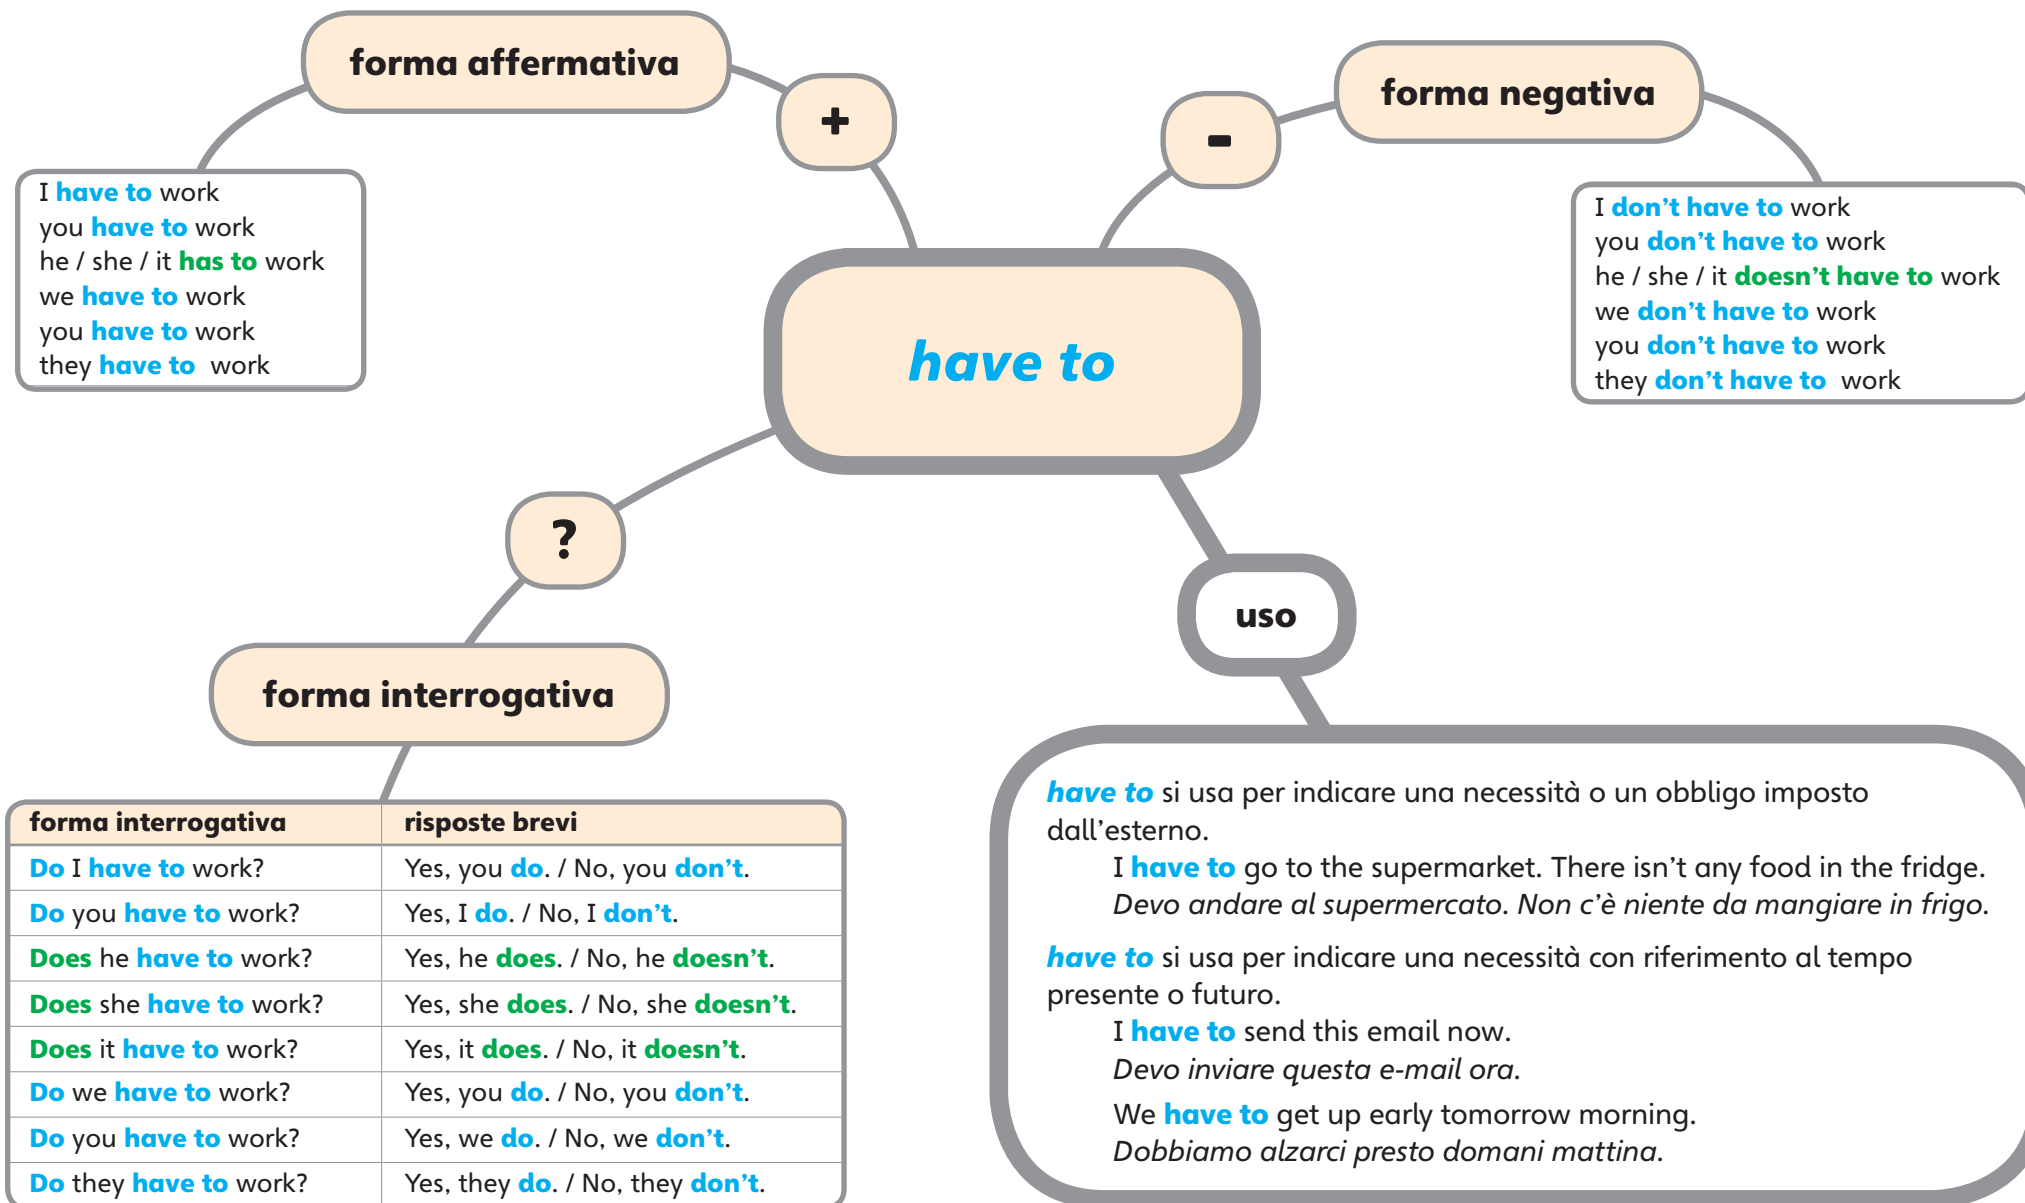 forma affermativa
+
I have to work
you have to work
he / she / it has to work
we have to work
you have to work
they have to work
-
forma negativa
I don't have to work
you don't have to work
he / she / it doesn't have to work
we don't have to work
you don't have to work
they don't have to work
have to
?
forma interrogativa
forma interrogativa risposte brevi
Do I have to work? Yes, you do. / No, you don't.
Do you have to work? Yes, I do. / No, I don't.
Does he have to work? Yes, he does. / No, he doesn't.
Does she have to work? Yes, she does. / No, she doesn't.
Does it have to work? Yes, it does. / No, it doesn't.
Do we have to work? Yes, you do. / No, you don't.
Do you have to work? Yes, we do. / No, we don't.
Do they have to work? Yes, they do. / No, they don't.
uso
have to si usa per indicare una necessità o un obbligo imposto
dall'esterno.
I have to go to the supermarket. There isn't any food in the fridge.
Devo andare al supermercato. Non c'è niente da mangiare in frigo.
have to si usa per indicare una necessità con riferimento al tempo
presente o futuro.
I have to send this email now.
Devo inviare questa e-mail ora.
We have to get up early tomorrow morning.
Dobbiamo alzarci presto domani mattina.